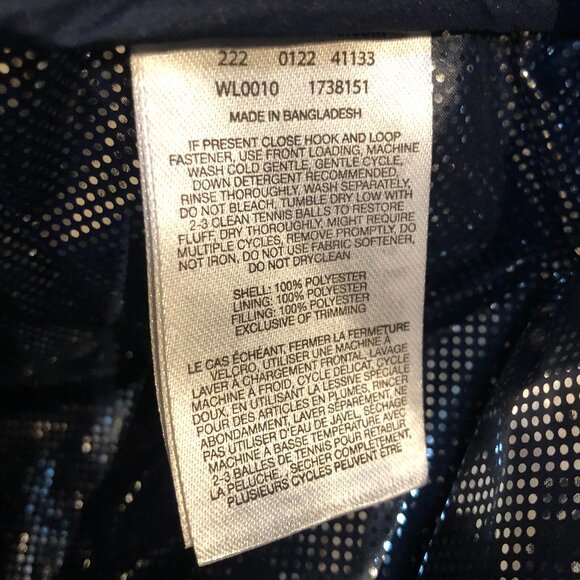 222 0122 41133
WL0010 1738151
MADE IN BANGLADESH
IF PRESENT CLOSE HOOK AND LOOP
FASTENER, USE FRONT LOADING, MACHINE
WASH COLD GENTLE, GENTLE CYCLE,
DOWN DETERGENT RECOMMENDED,
RINSE THOROUGHLY, WASH SEPARATELY,
DO NOT BLEACH, TUMBLE DRY LOW WITH
2-3 CLEAN TENNIS BALLS TO RESTORE
FLUFF, DRY THOROUGHLY, MIGHT REQUIRE
MULTIPLE CYCLES, REMOVE PROMPTLY, DO
NOT IRON, DO NOT USE FABRIC SOFTENER,
DO NOT DRYCLEAN
SHELL: 100% POLYESTER
LINING: 100% POLYESTER
FILLING: 100% POLYESTER
EXCLUSIVE OF TRIMMING
LE CAS ÉCHÉANT, FERMER LA FERMETURE
VELCRO, UTILISER UNE MACHINE À
LAVER À CHARGEMENT FRONTAL, LAVAGE
MACHINE À FROID, CYCLE DÉLICAT, CYCLE
DOUX, EN UTILISANT LA LESSIVE SPÉCIALE
POUR DES ARTICLES EN PLUMES, RINCER
ABONDAMMENT, LAVER SÉPARÉMENT, NE
PAS UTILISER D'EAU DE JAVEL, SÉCHAGE
MACHINE À BASSE TEMPÉRATURE AVEC
2-3 BALLES DE TENNIS POUR RÉTABLIR
LA PELUCHE, SÉCHER COMPLÈTEMENT,
PLUSIEURS CYCLES PEUVENT ÊTRE